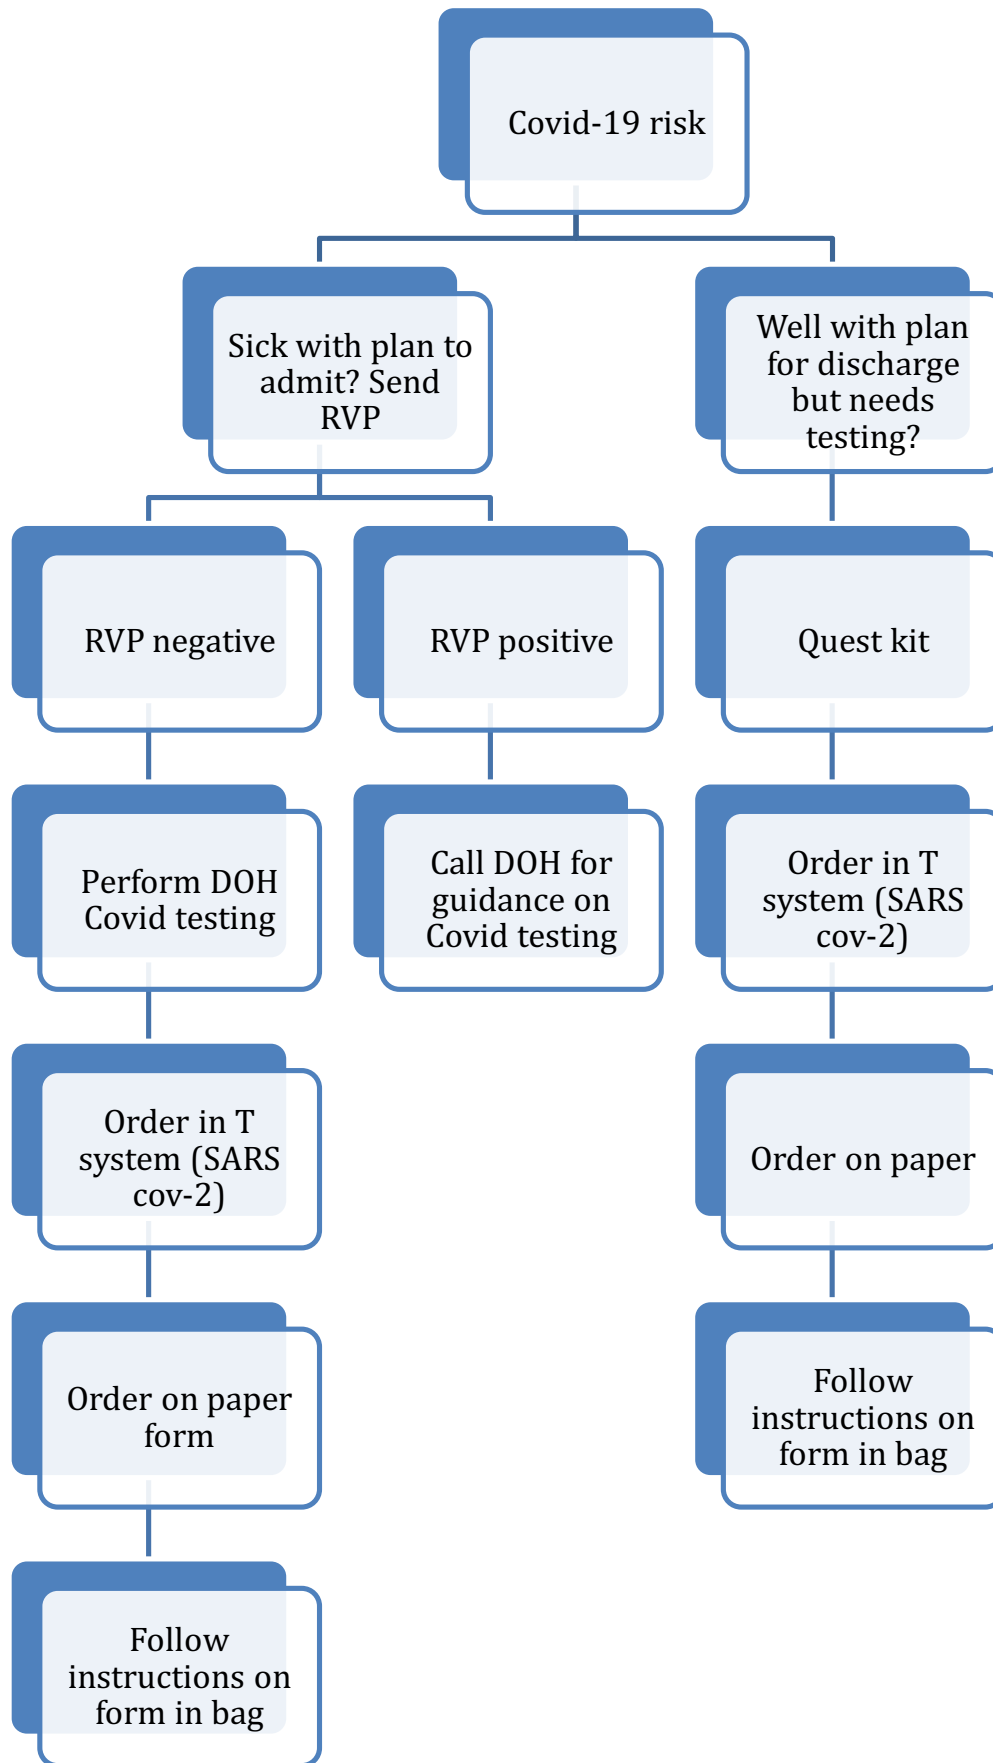 Covid-19 risk
Sick with plan to
admit? Send
RVP
Well with plan
for discharge
but needs
testing?
RVP negative
RVP positive
Quest kit
Perform DOH
Covid testing
Call DOH for
guidance on
Covid testing
Order in T
system (SARS
cov-2)
Order in T
system (SARS
cov-2)
Order on paper
Order on paper
form
Follow
instructions on
form in bag
Follow
instructions on
form in bag